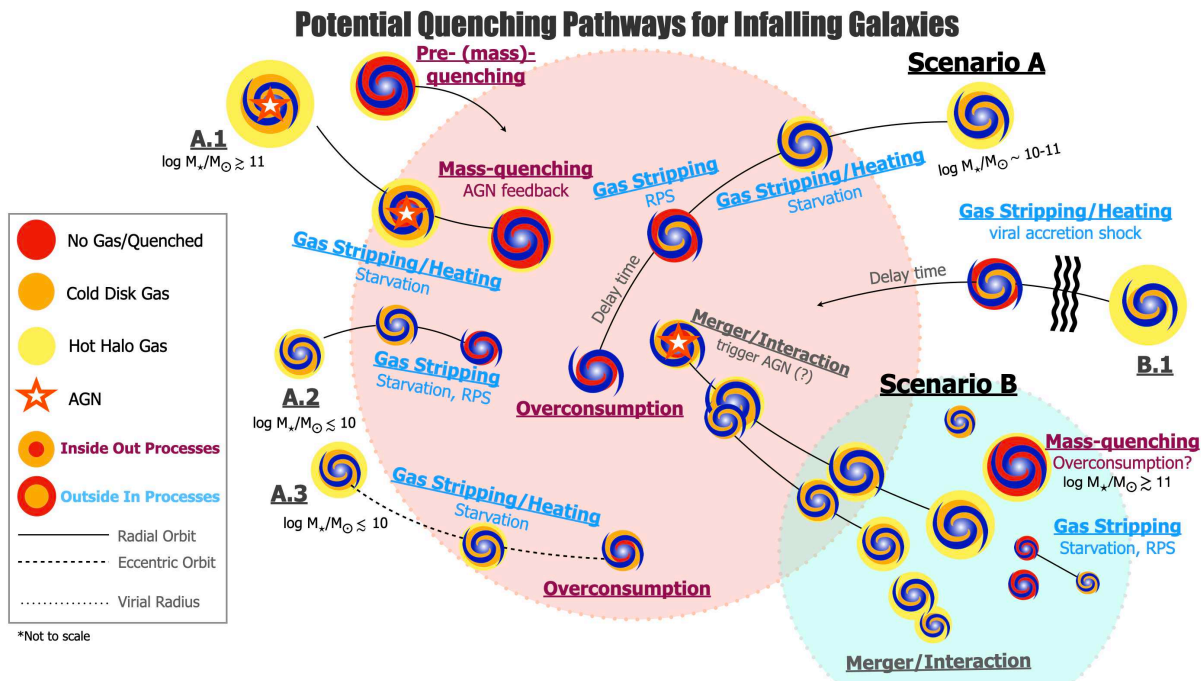 Potential Quenching Pathways for Infalling Galaxies
Pre- (mass)-
quenching
Scenario A
A.1
log M⋆/M⊙ ≳ 11
log M⋆/M⊙ ~ 10-11
Mass-quenching
AGN feedback
Gas Stripping
RPS
Gas Stripping/Heating
Starvation
Gas Stripping/Heating
viral accretion shock
Gas Stripping/Heating
Starvation
Delay time
Delay time
B.1
No Gas/Quenched
Cold Disk Gas
Hot Halo Gas
AGN
Inside Out Processes
Outside In Processes
Radial Orbit
Eccentric Orbit
Virial Radius
*Not to scale
A.2
log M⋆/M⊙ ≲ 10
Gas Stripping
Starvation, RPS
Merger/Interaction
trigger AGN (?)
Overconsumption
Scenario B
Mass-quenching
Overconsumption?
log M⋆/M⊙ ≳ 11
A.3
log M⋆/M⊙ ≲ 10
Gas Stripping/Heating
Starvation
Overconsumption
Gas Stripping
Starvation, RPS
Merger/Interaction